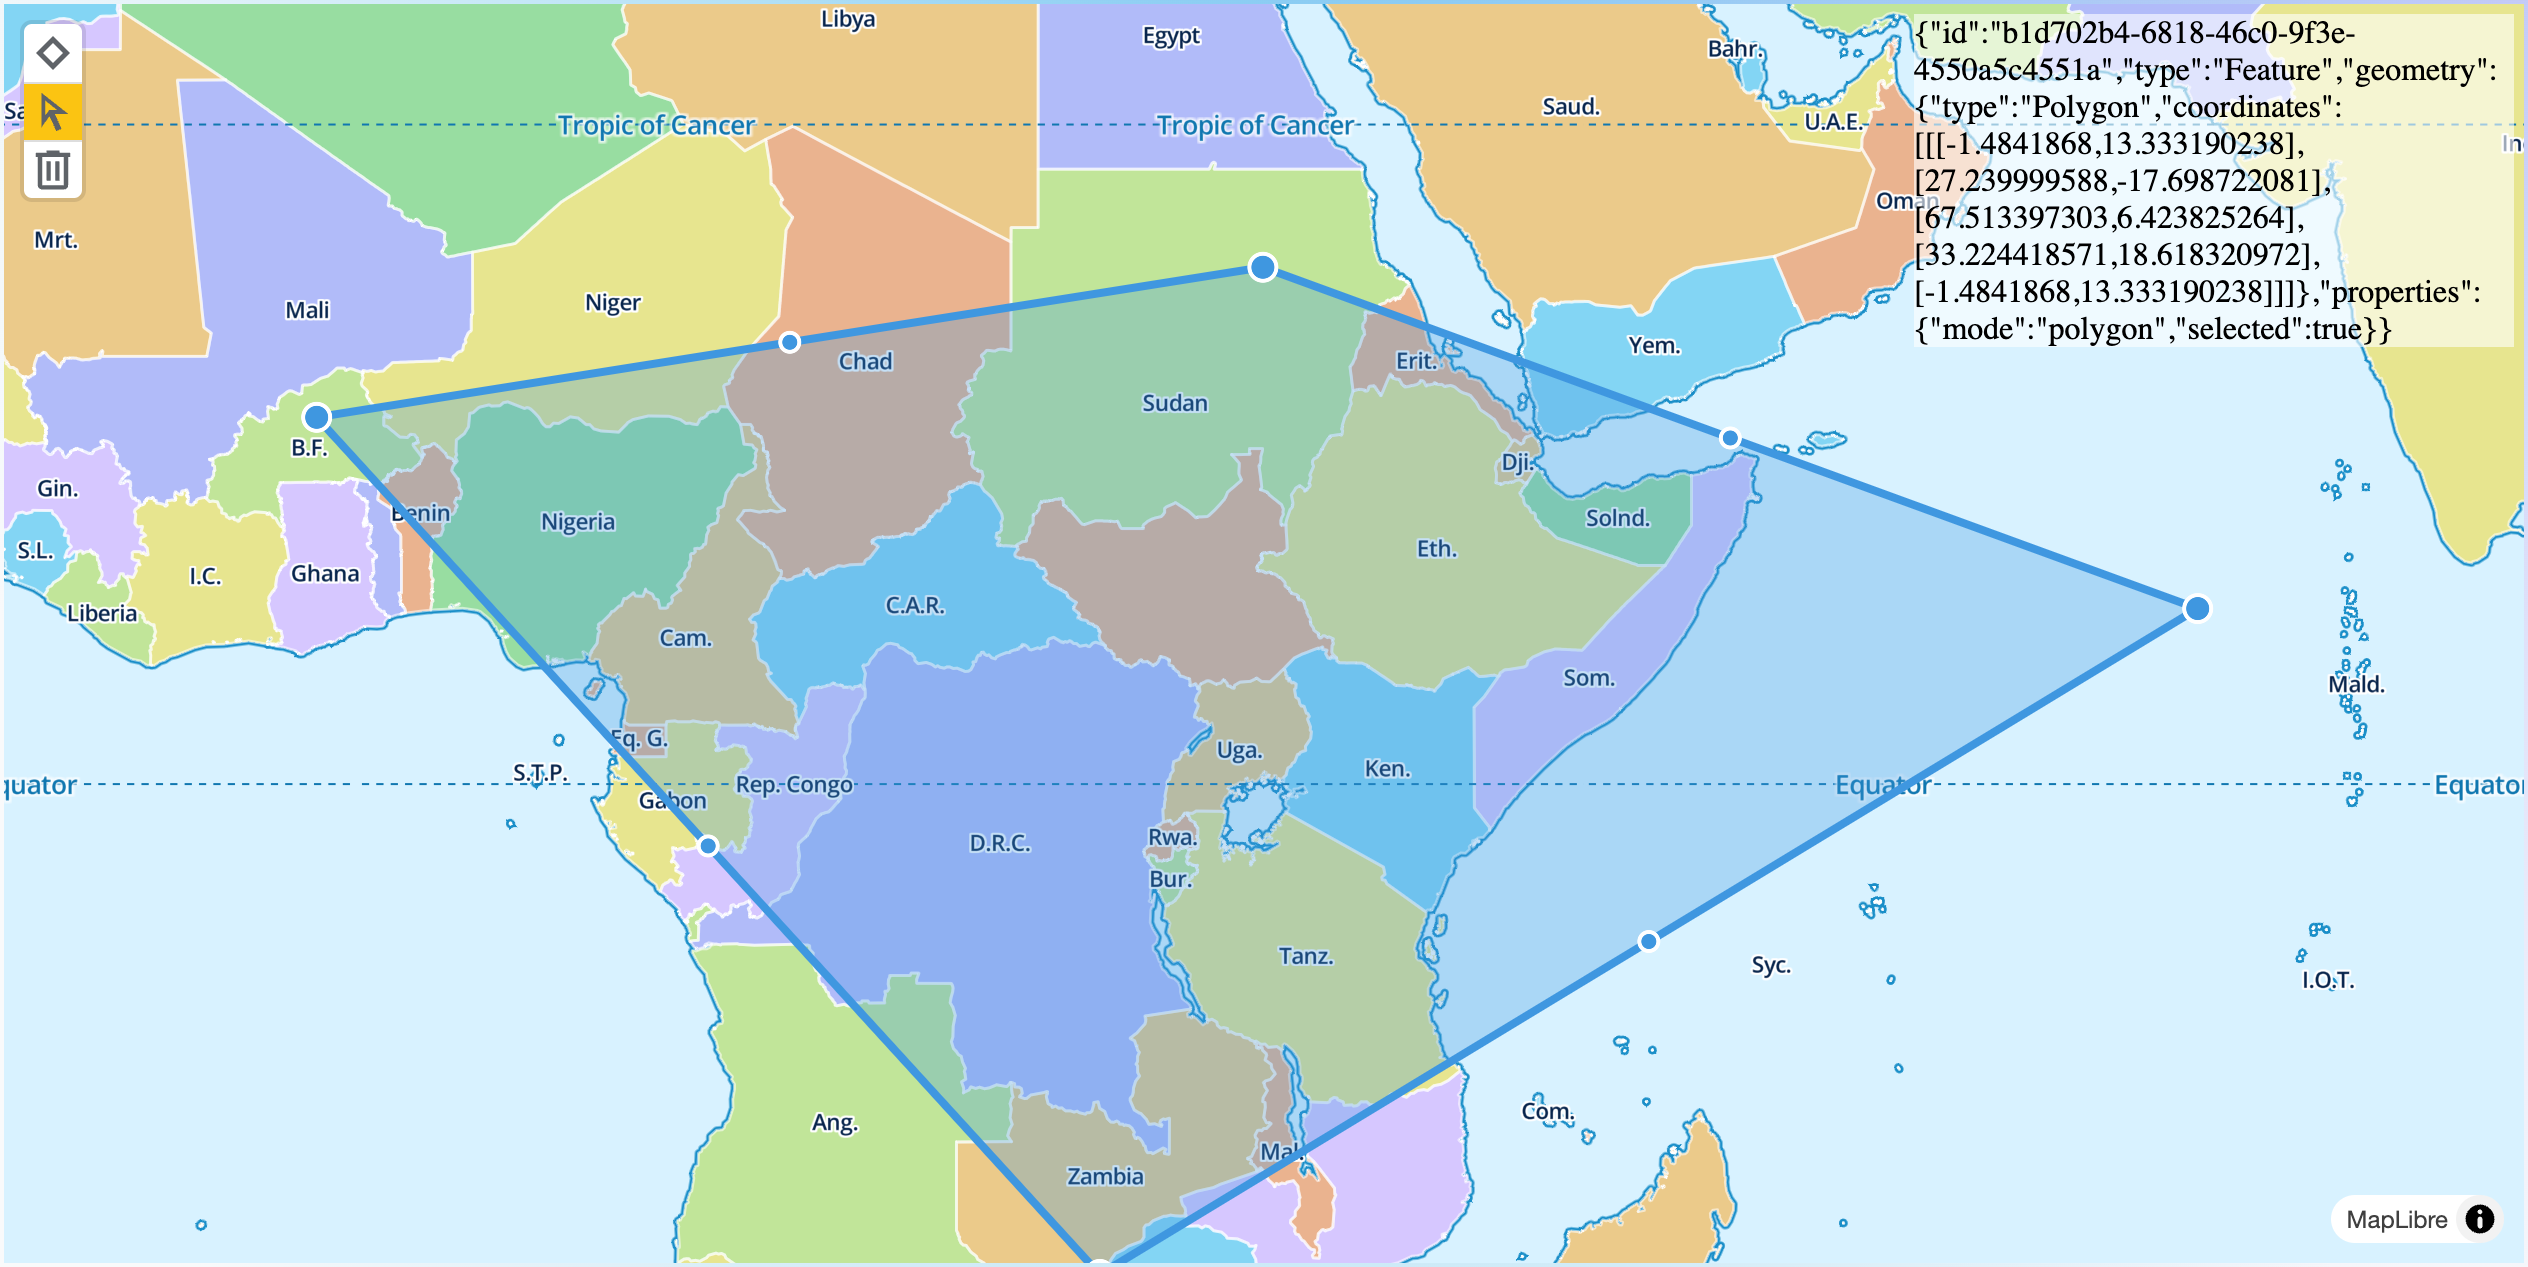 Libya
Egypt
Bahr.
{"id":"b1d702b4-6818-46c0-9f3e-
4550a5c4551a","type":"Feature","geometry":
{"type":"Polygon","coordinates":
[[[-1.4841868,13.333190238],
[27.239999588,-17.698722081],
[67.513397303,6.423825264],
[33.224418571,18.618320972],
[-1.4841868,13.333190238]]]},"properties":
{"mode":"polygon","selected":true}}
Sa
Saud.
Tropic of Cancer
Tropic of Cancer
U.A.E.
In
Oman
Mrt.
Mali
Niger
Yem.
Chad
Erit.
Sudan
B.F.
Dji.
Gin.
Benin
Nigeria
Solnd.
S.L.
I.C.
Ghana
Eth.
Liberia
C.A.R.
Cam.
Som.
Mald.
Eq. G.
Uga.
S.T.P.
Ken.
quator
Gabon
Rep. Congo
Equator
Equator
D.R.C.
Rwa.
Bur.
Tanz.
Syc.
I.O.T.
Ang.
Com.
Mal.
Zambia
MapLibre